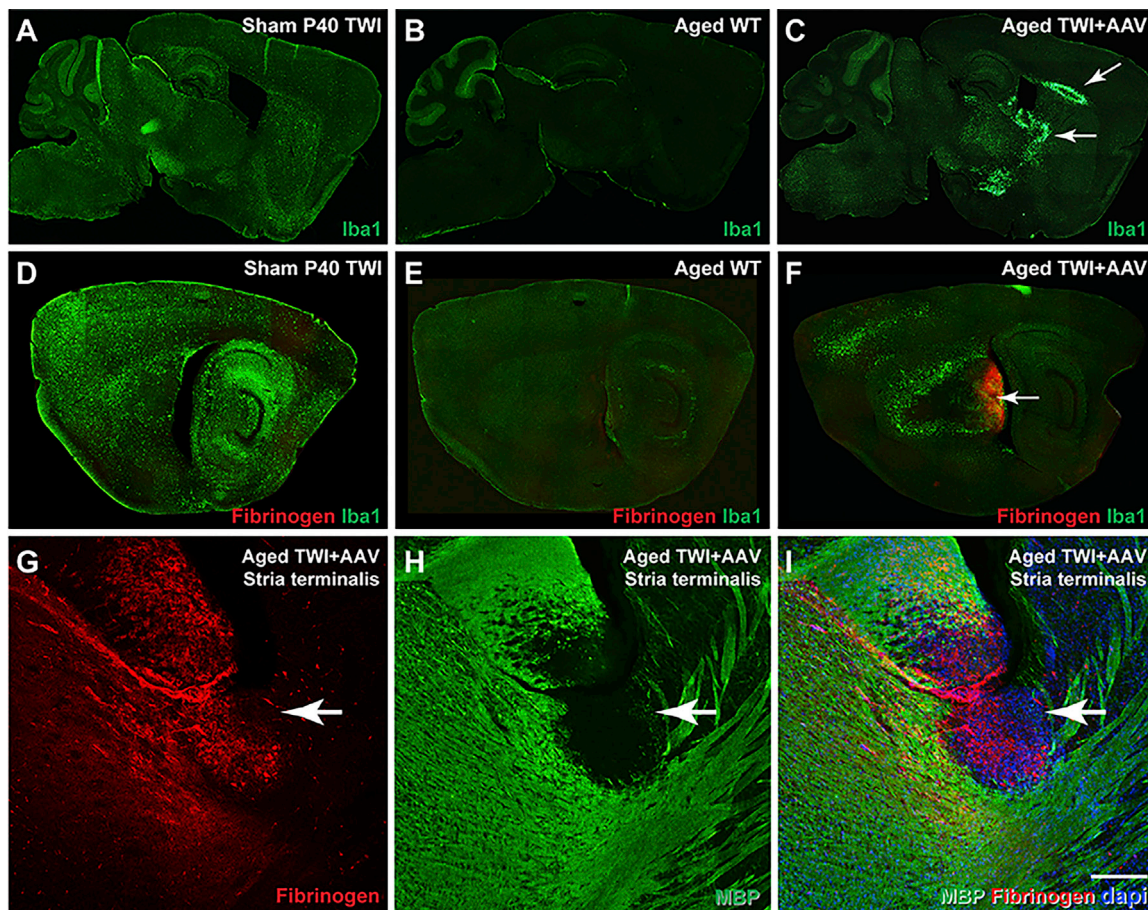 A
Sham P40 TWI
Iba1
B
Aged WT
Iba1
C
Aged TWI+AAV
Iba1
D
Sham P40 TWI
Fibrinogen Iba1
E
Aged WT
Fibrinogen Iba1
F
Aged TWI+AAV
Fibrinogen Iba1
G
Aged TWI+AAV
Stria terminalis
Fibrinogen
H
Aged TWI+AAV
Stria terminalis
MBP
I
Aged TWI+AAV
Stria terminalis
MBP Fibrinogen dapi